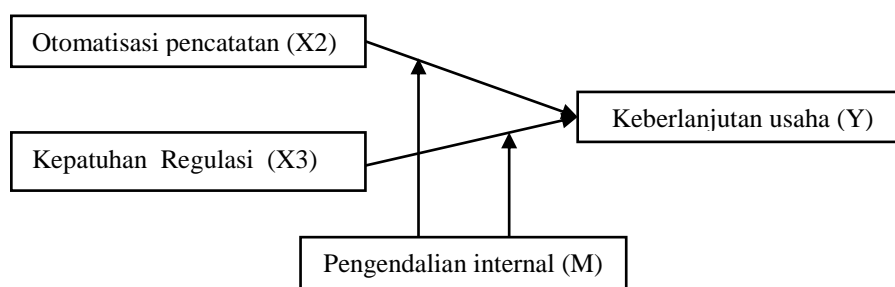 Otomatisasi pencatatan (X2)
Keberlanjutan usaha (Y)
Kepatuhan Regulasi (X3)
Pengendalian internal (M)